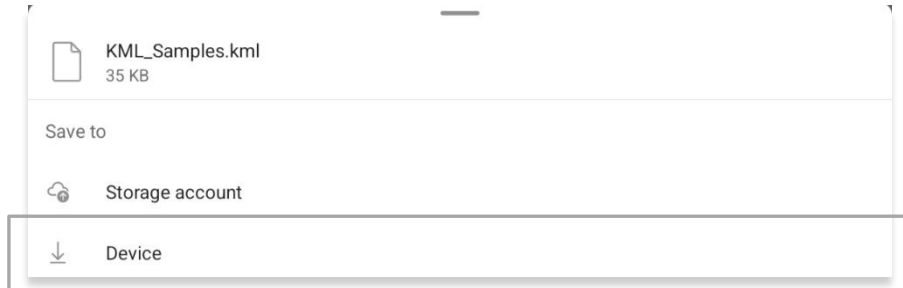 KML_Samples.kml
35 KB
Save to
Storage account
Device